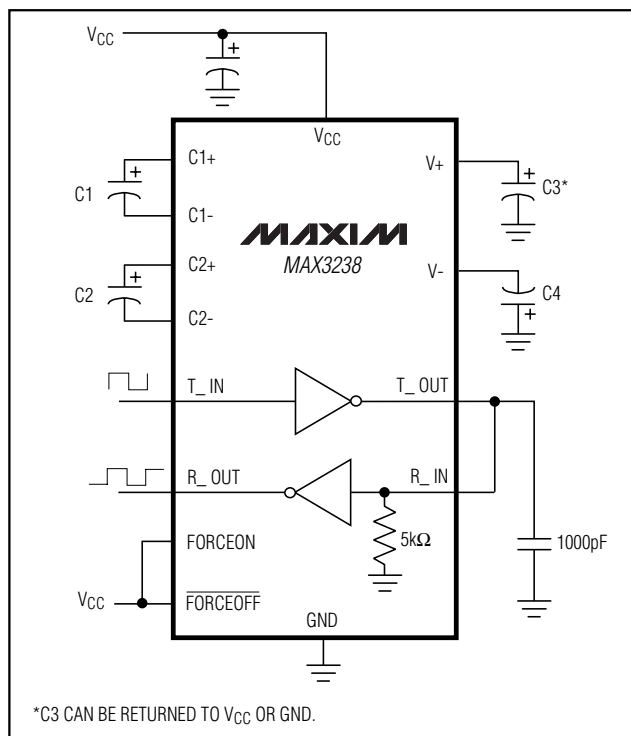 VCC
VCC
C1+
V+
C1
C3*
C1-
MAXIM
MAX3238
C2+
V-
C2
C4
C2-
T_ IN
T_ OUT
R_ OUT
R_ IN
5kΩ
1000pF
FORCEON
VCC
FORCEOFF
GND
*C3 CAN BE RETURNED TO VCC OR GND.